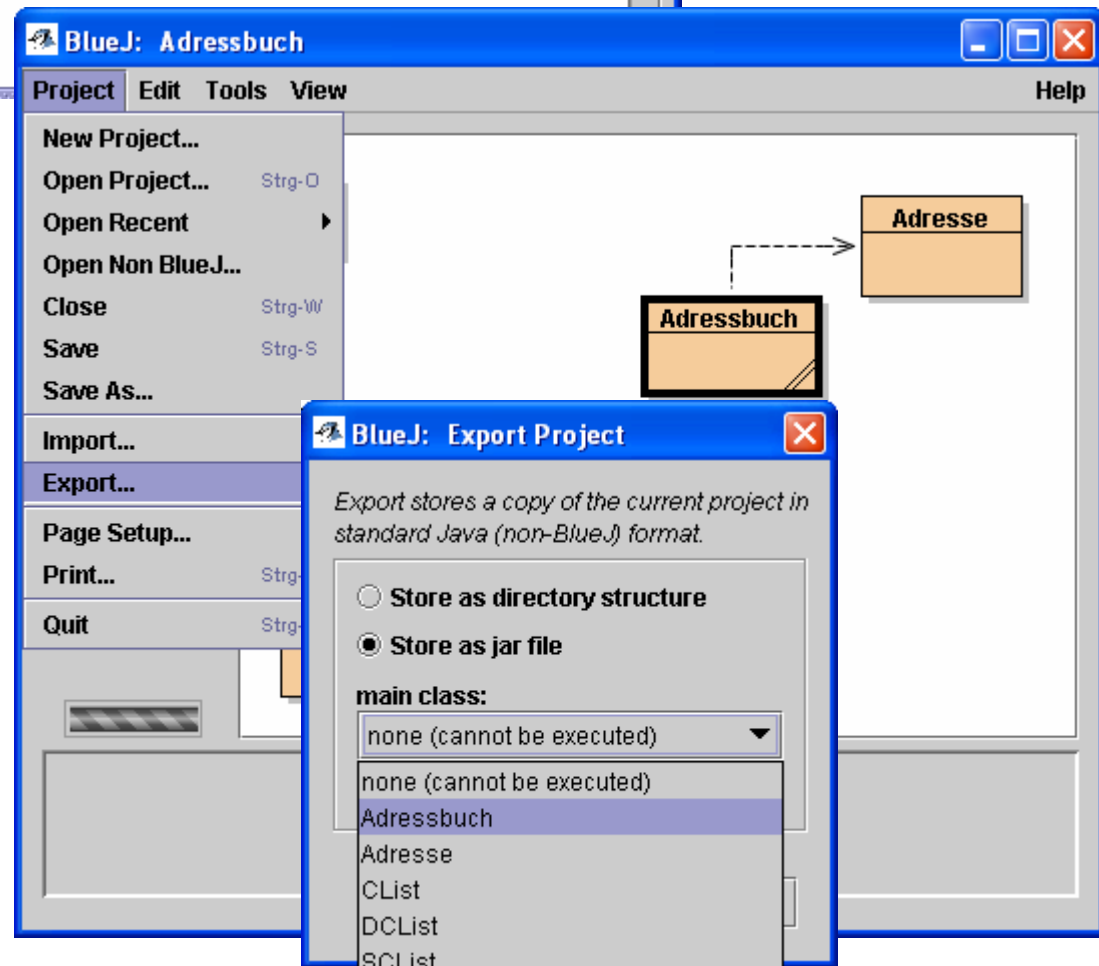 BlueJ: Adressbuch
Project Edit Tools View Help
New Project...
Open Project... Strg-O
Open Recent
Open Non BlueJ...
Close Strg-W
Save Strg-S
Save As...
Import...
Export...
Page Setup...
Print... Strg-
Quit Strg-
Adresse
Adressbuch
BlueJ: Export Project
Export stores a copy of the current project in
standard Java (non-BlueJ) format.
Store as directory structure
Store as jar file
main class:
none (cannot be executed)
none (cannot be executed)
Adressbuch
Adresse
CList
DCList
SCList